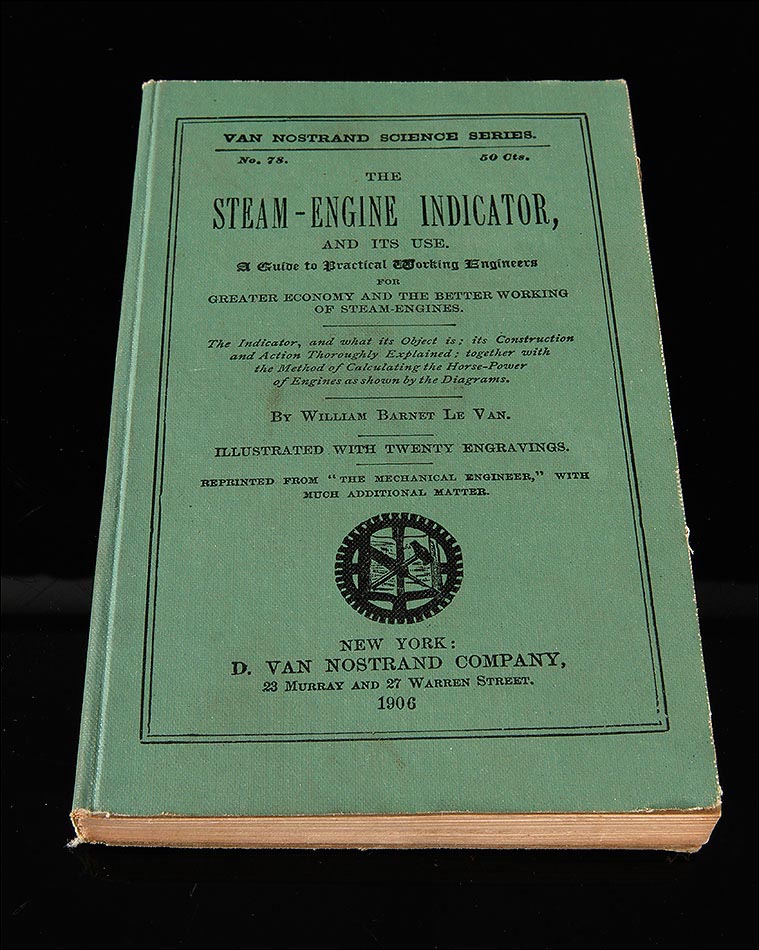 VAN NOSTRAND SCIENCE SERIES.
No. 78. 50 Cts.
THE
STEAM-ENGINE INDICATOR,
AND ITS USE.
A Guide to Practical Working Engineers
FOR
GREATER ECONOMY AND THE BETTER WORKING
OF STEAM-ENGINES.
The Indicator, and what its Object is; its Construction
and Action Thoroughly Explained; together with
the Method of Calculating the Horse-Power
of Engines as shown by the Diagrams.
BY WILLIAM BARNET LE VAN.
ILLUSTRATED WITH TWENTY ENGRAVINGS.
REPRINTED FROM "THE MECHANICAL ENGINEER," WITH
MUCH ADDITIONAL MATTER.
NEW YORK:
D. VAN NOSTRAND COMPANY,
23 MURRAY AND 27 WARREN STREET.
1906